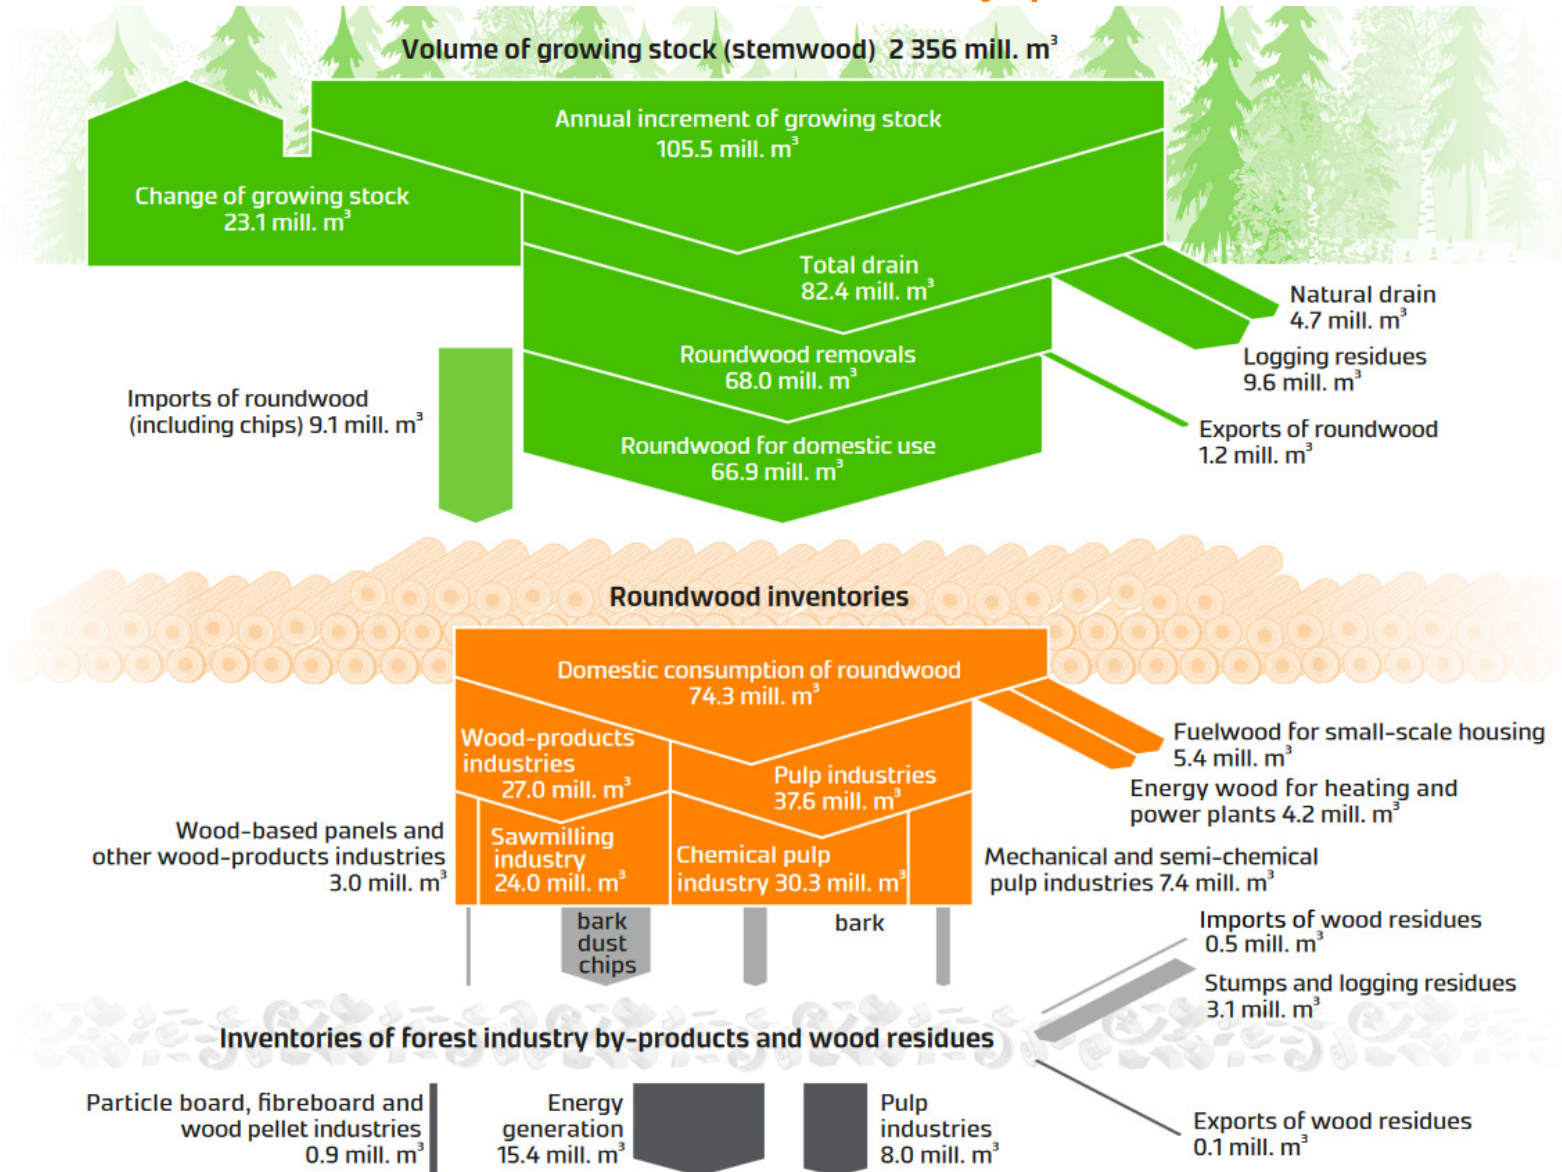 Volume of growing stock (stemwood) 2 356 mill. m³
Annual increment of growing stock
105.5 mill. m³
Change of growing stock
23.1 mill. m³
Total drain
82.4 mill. m³
Natural drain
4.7 mill. m³
Logging residues
9.6 mill. m³
Roundwood removals
68.0 mill. m³
Imports of roundwood
(including chips) 9.1 mill. m³
Exports of roundwood
1.2 mill. m³
Roundwood for domestic use
66.9 mill. m³
Roundwood inventories
Domestic consumption of roundwood
74.3 mill. m³
Fuelwood for small-scale housing
5.4 mill. m³
Energy wood for heating and
power plants 4.2 mill. m³
Wood-products
industries
27.0 mill. m³
Pulp industries
37.6 mill. m³
Wood-based panels and
other wood-products industries
3.0 mill. m³
Sawmilling
industry
24.0 mill. m³
Chemical pulp
industry 30.3 mill. m³
Mechanical and semi-chemical
pulp industries 7.4 mill. m³
bark
dust
chips
bark
Imports of wood residues
0.5 mill. m³
Stumps and logging residues
3.1 mill. m³
Inventories of forest industry by-products and wood residues
Particle board, fibreboard and
wood pellet industries
0.9 mill. m³
Energy
generation
15.4 mill. m³
Pulp
industries
8.0 mill. m³
Exports of wood residues
0.1 mill. m³